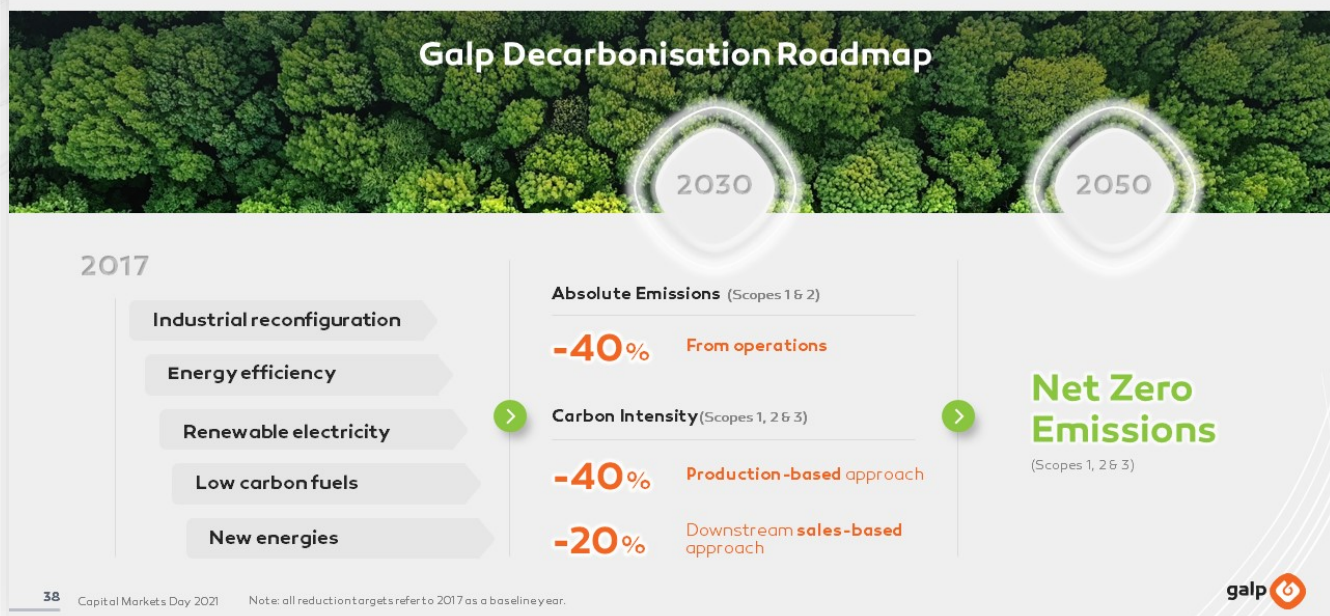 Galp Decarbonisation Roadmap
2030
2050
2017
Industrial reconfiguration
Energy efficiency
Renewable electricity
Low carbon fuels
New energies
Absolute Emissions (Scopes 1 & 2)
-40% From operations
Carbon Intensity (Scopes 1, 2 & 3)
-40% Production-based approach
-20% Downstream sales-based
approach
Net Zero
Emissions
(Scopes 1, 2 & 3)
38 Capital Markets Day 2021 Note: all reduction targets refer to 2017 as a baseline year.
galp